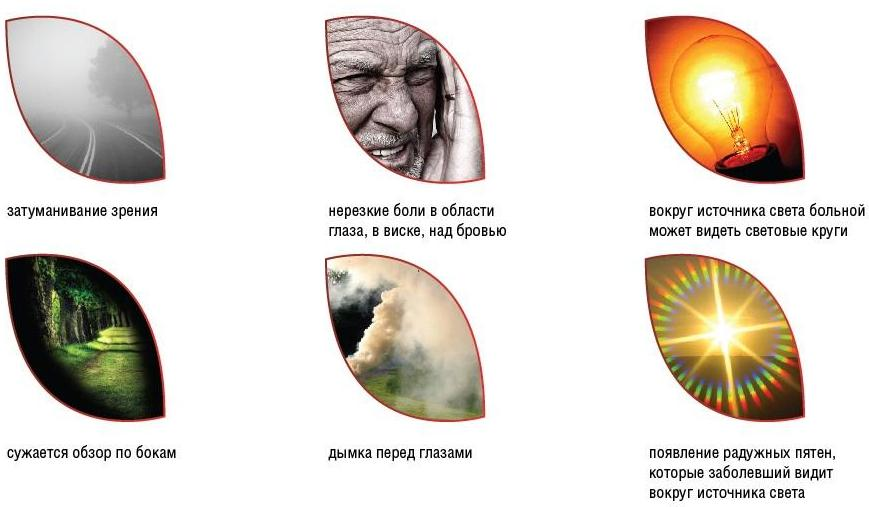 затуманивание зрения
нерезкие боли в области
глаза, в виске, над бровью
вокруг источника света больной
может видеть световые круги
сужается обзор по бокам
дымка перед глазами
появление радужных пятен,
которые заболевший видит
вокруг источника света